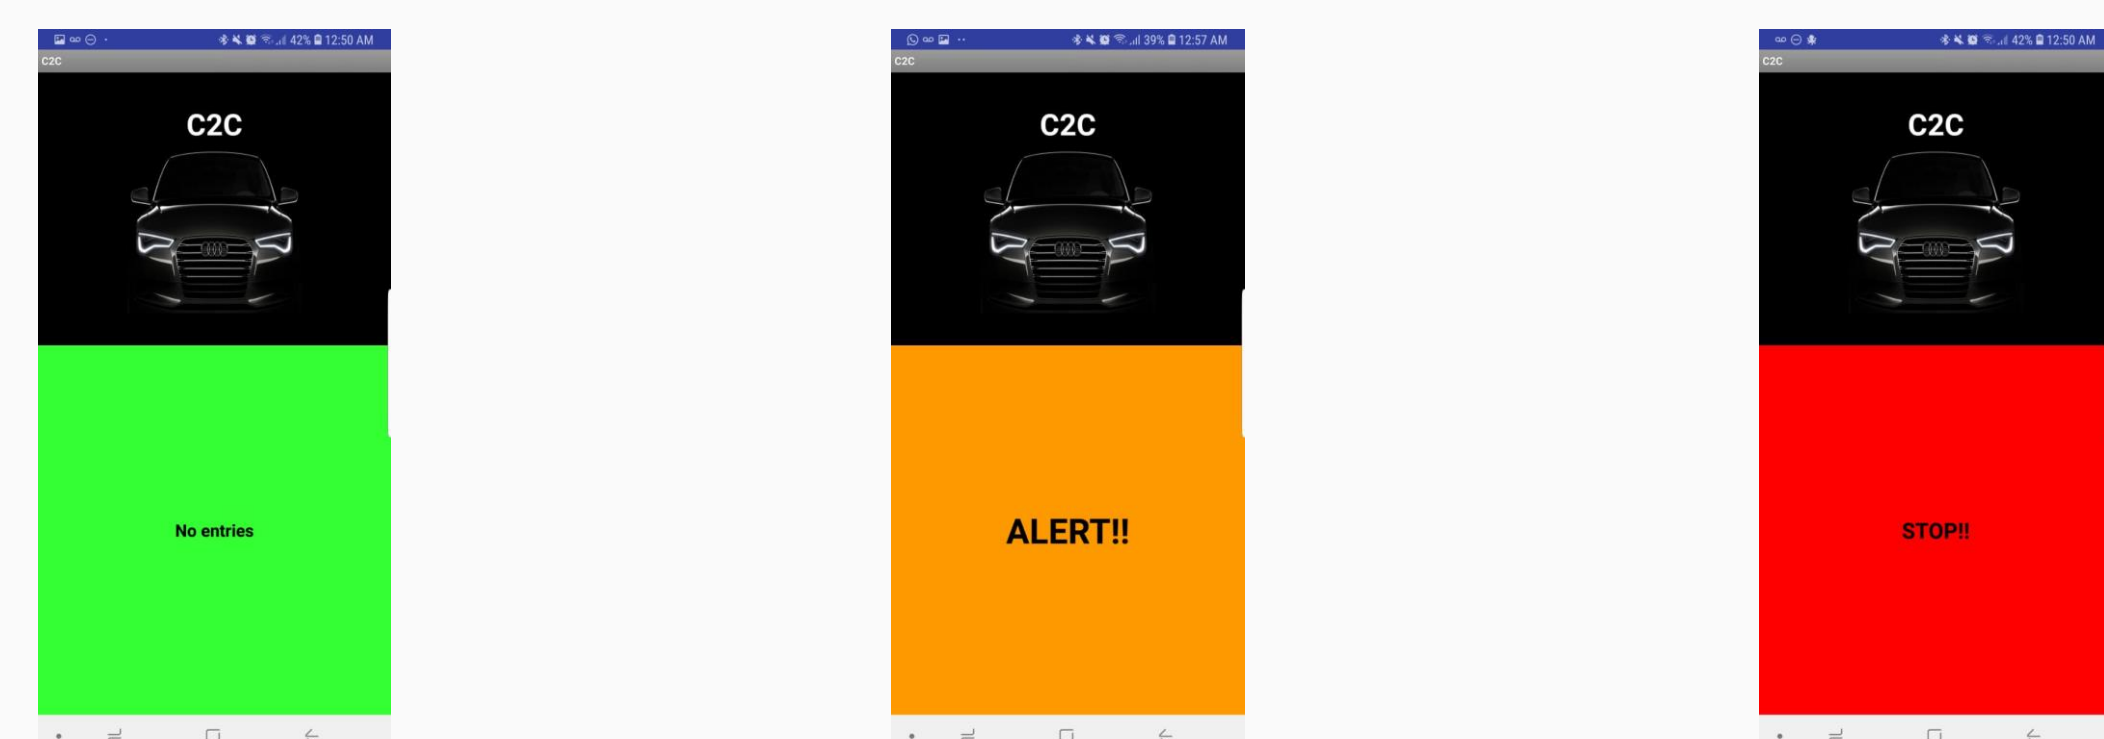 42% 12:50 AM
C2C
C2C
No entries
39% 12:57 AM
C2C
C2C
ALERT!!
42% 12:50 AM
C2C
C2C
STOP!!